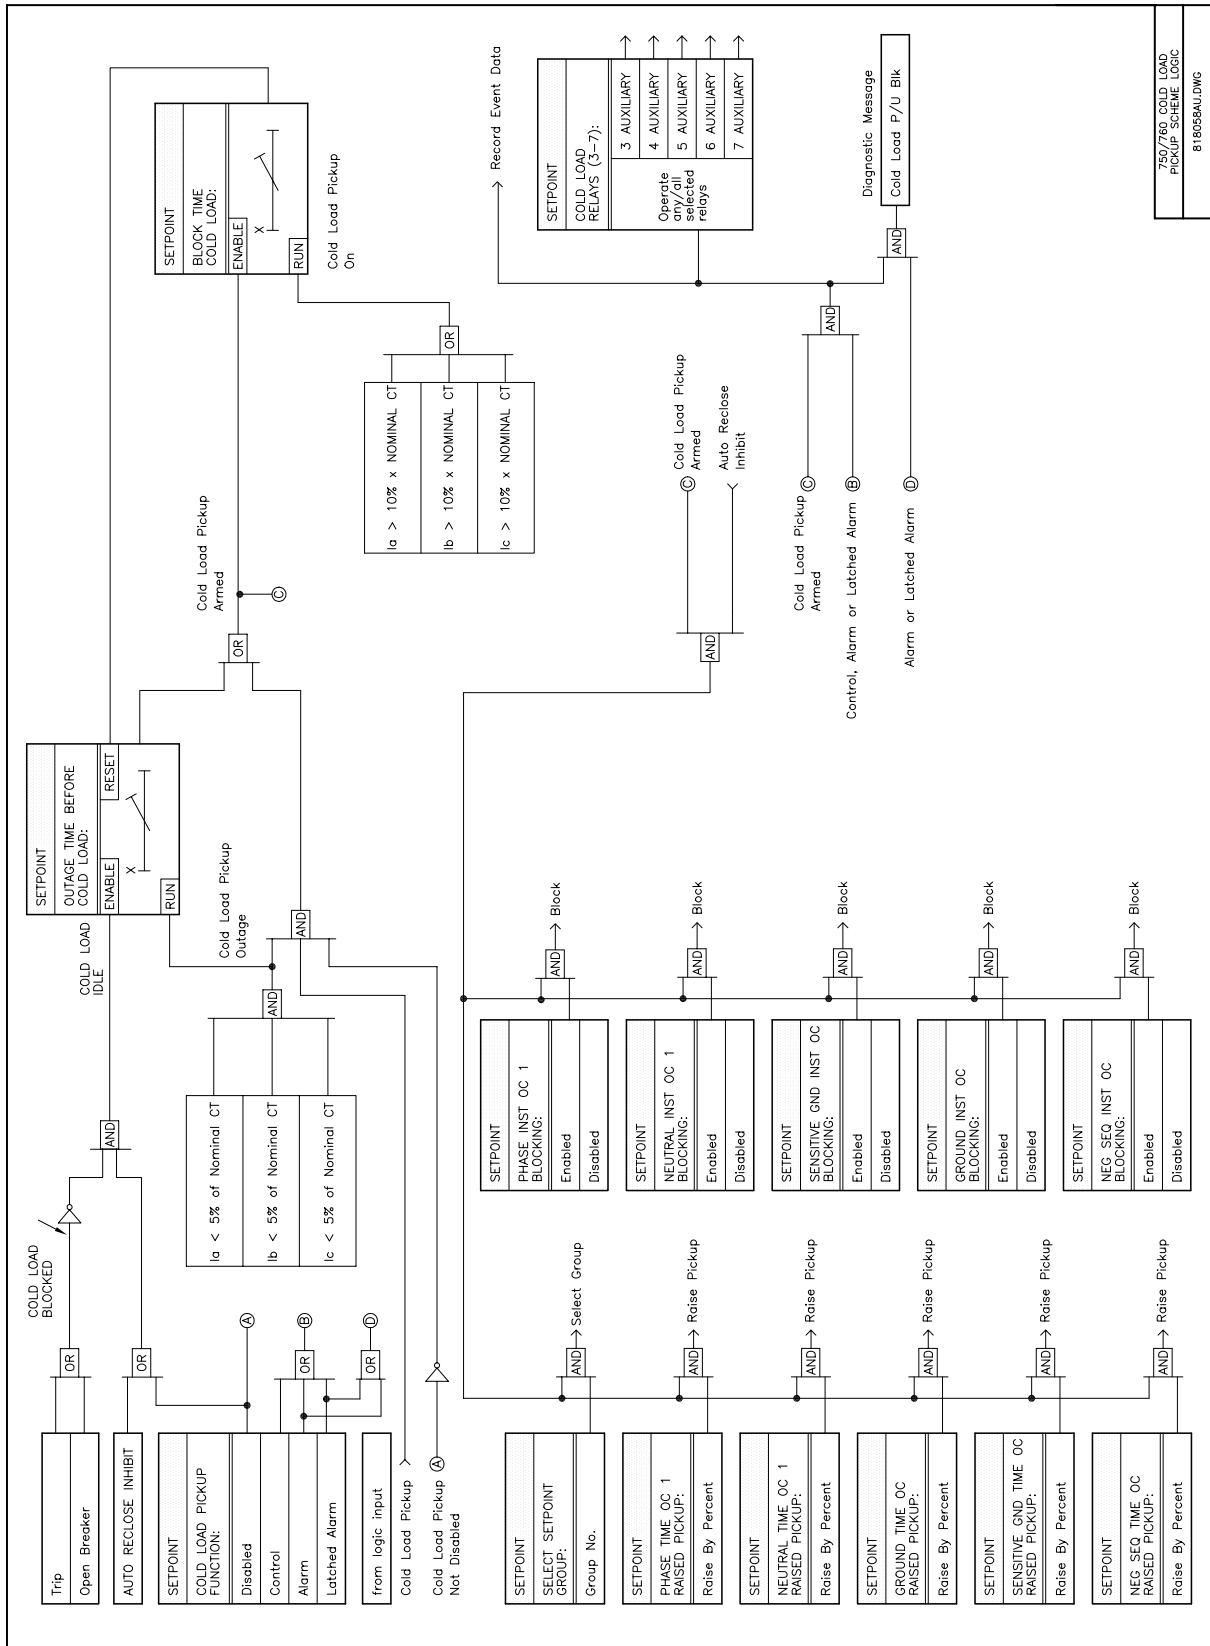 Trip
Open Breaker
OR
COLD LOAD
BLOCKED
AUTO RECLOSE INHIBIT
OR
AND
COLD LOAD
IDLE
SETPOINT
OUTAGE TIME BEFORE
COLD LOAD:
ENABLE
RESET
X
RUN
SETPOINT
COLD LOAD PICKUP
FUNCTION:
Disabled
Control
Alarm
Latched Alarm
A
OR
B
OR
D
from logic input
Cold Load Pickup
Cold Load Pickup
Not Disabled
A
Ia < 5% of Nominal CT
Ib < 5% of Nominal CT
Ic < 5% of Nominal CT
AND
Cold Load Pickup
Outage
AND
OR
Cold Load Pickup
Armed
C
SETPOINT
BLOCK TIME
COLD LOAD:
ENABLE
X
RUN
Cold Load Pickup
On
Ia > 10% x NOMINAL CT
Ib > 10% x NOMINAL CT
Ic > 10% x NOMINAL CT
OR
SETPOINT
SELECT SETPOINT
GROUP:
Group No.
AND
Select Group
SETPOINT
PHASE TIME OC 1
RAISED PICKUP:
Raise By Percent
AND
Raise Pickup
SETPOINT
NEUTRAL TIME OC 1
RAISED PICKUP:
Raise By Percent
AND
Raise Pickup
SETPOINT
GROUND TIME OC
RAISED PICKUP:
Raise By Percent
AND
Raise Pickup
SETPOINT
SENSITIVE GND TIME OC
RAISED PICKUP:
Raise By Percent
AND
Raise Pickup
SETPOINT
NEG SEQ TIME OC
RAISED PICKUP:
Raise By Percent
AND
Raise Pickup
SETPOINT
PHASE INST OC 1
BLOCKING:
Enabled
Disabled
AND
Block
SETPOINT
NEUTRAL INST OC 1
BLOCKING:
Enabled
Disabled
AND
Block
SETPOINT
SENSITIVE GND INST OC
BLOCKING:
Enabled
Disabled
AND
Block
SETPOINT
GROUND INST OC
BLOCKING:
Enabled
Disabled
AND
Block
SETPOINT
NEG SEQ INST OC
BLOCKING:
Enabled
Disabled
AND
Block
AND
C
Cold Load Pickup
Armed
Auto Reclose
Inhibit
Cold Load Pickup
Armed
C
Control, Alarm or Latched Alarm
B
Alarm or Latched Alarm
D
AND
AND
Record Event Data
SETPOINT
COLD LOAD
RELAYS (3-7):
Operate
any/all
selected
relays
3 AUXILIARY
4 AUXILIARY
5 AUXILIARY
6 AUXILIARY
7 AUXILIARY
Diagnostic Message
Cold Load P/U Blk
750/760 COLD LOAD
PICKUP SCHEME LOGIC
818058AU.DWG